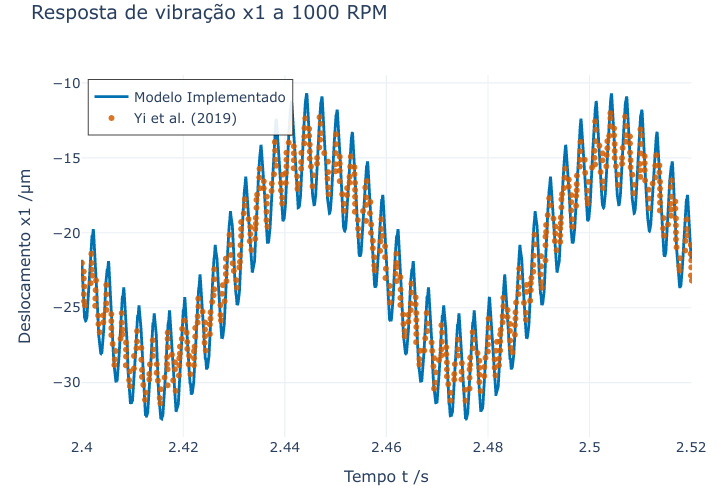 Resposta de vibração x1 a 1000 RPM
Modelo Implementado
Yi et al. (2019)
Deslocamento x1 /μm
−10
−15
−20
−25
−30
2.4
2.42
2.44
2.46
2.48
2.5
2.52
Tempo t /s